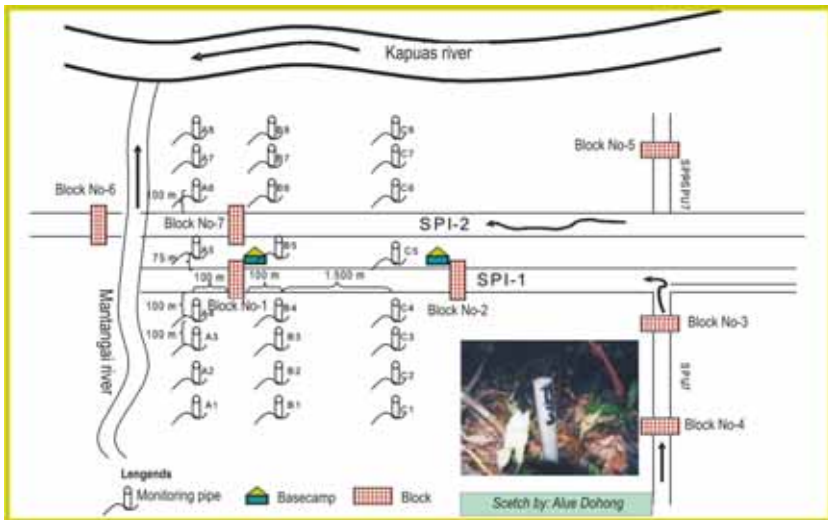 Kapuas river
A8 B8 C8
A7 B7 C7
Block No-5
Block No-6
A6 B6 C6
100 m
Block No-7
SPI-2
A5 B5 C5
75 m
100 m 100 m 1.500 m
SPI-1
Block No-1
Block No-2
100 m
B4 C4
Block No-3
100 m
A3 B3 C3
Mantangai river
A2 B2 C2
A1 B1 C1
Block No-4
Lengends
Monitoring pipe
Basecamp
Block
Scetch by: Alue Dohong